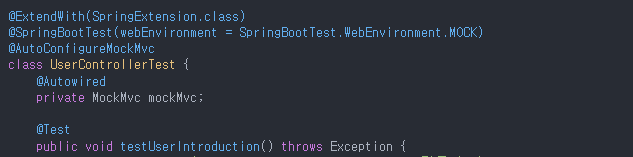 @ExtendWith(SpringExtension.class)
@SpringBootTest(webEnvironment = SpringBootTest.WebEnvironment.MOCK)
@AutoConfigureMockMvc
class UserControllerTest {
@Autowired
private MockMvc mockMvc;
@Test
public void testUserIntroduction() throws Exception {